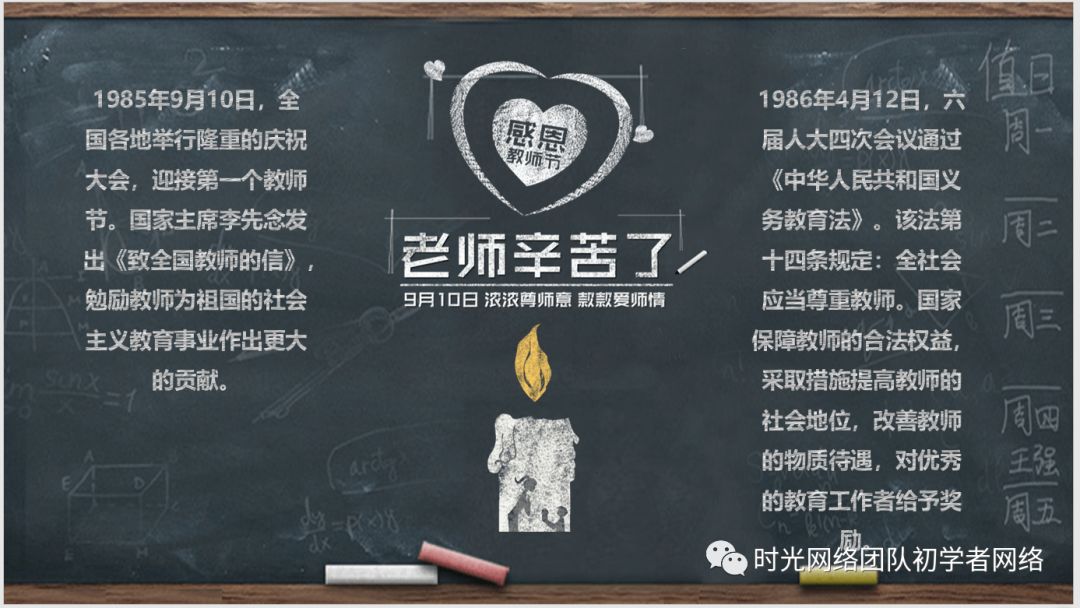 1985年9月10日，全
国各地举行隆重的庆祝
大会，迎接第一个教师
节。国家主席李先念发
出《致全国教师的信》，
勉励教师为祖国的社会
主义教育事业作出更大
的贡献。
感恩
教师节
老师辛苦了
9月10日 浓浓尊师意 款款爱师情
1986年4月12日，六
届人大四次会议通过
《中华人民共和国义
务教育法》。该法第
十四条规定：全社会
应当尊重教师。国家
保障教师的合法权益，
采取措施提高教师的
社会地位，改善教师
的物质待遇，对优秀
的教育工作者给予奖
励。
值日
周一
周二
周三
周四
王强
周五
A
E
D
时光网络团队初学者网络